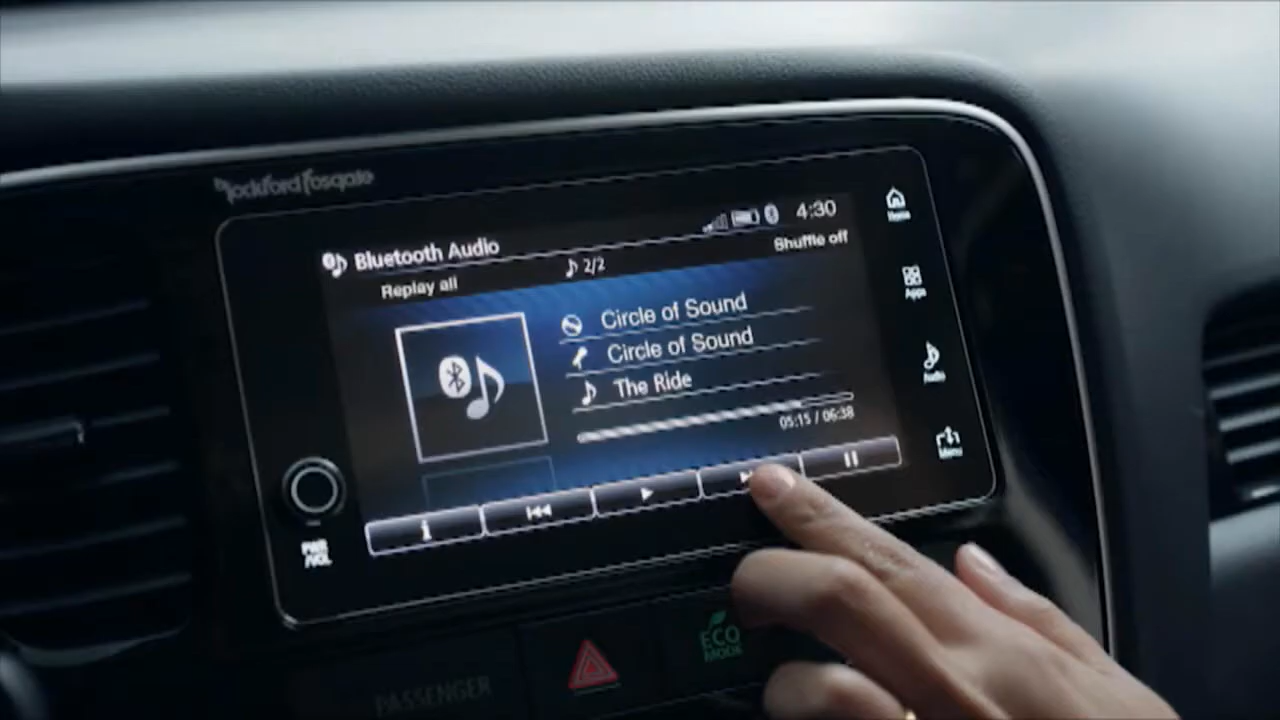 Rockford Fosgate
Bluetooth Audio
4:30
Replay all
2/2
Shuffle off
Circle of Sound
Circle of Sound
The Ride
05:15 / 06:38
i
Home
Apps
Audio
Menu
PWR
/VOL
ECO
MODE
PASSENGER